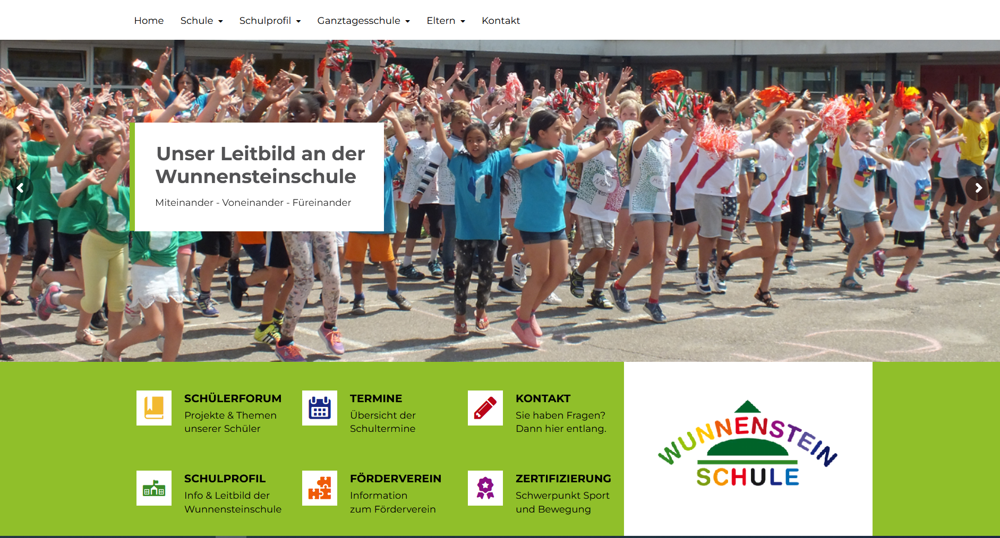 Home Schule Schulprofil Ganztagesschule Eltern Kontakt
Unser Leitbild an der
Wunnensteinschule
Miteinander - Voneinander - Füreinander
SCHÜLERFORUM
Projekte & Themen
unserer Schüler
TERMINE
Übersicht der
Schultermine
KONTAKT
Sie haben Fragen?
Dann hier entlang.
SCHULPROFIL
Info & Leitbild der
Wunnensteinschule
FÖRDERVEREIN
Information
zum Förderverein
ZERTIFIZIERUNG
Schwerpunkt Sport
und Bewegung
WUNNENSTEIN
SCHULE